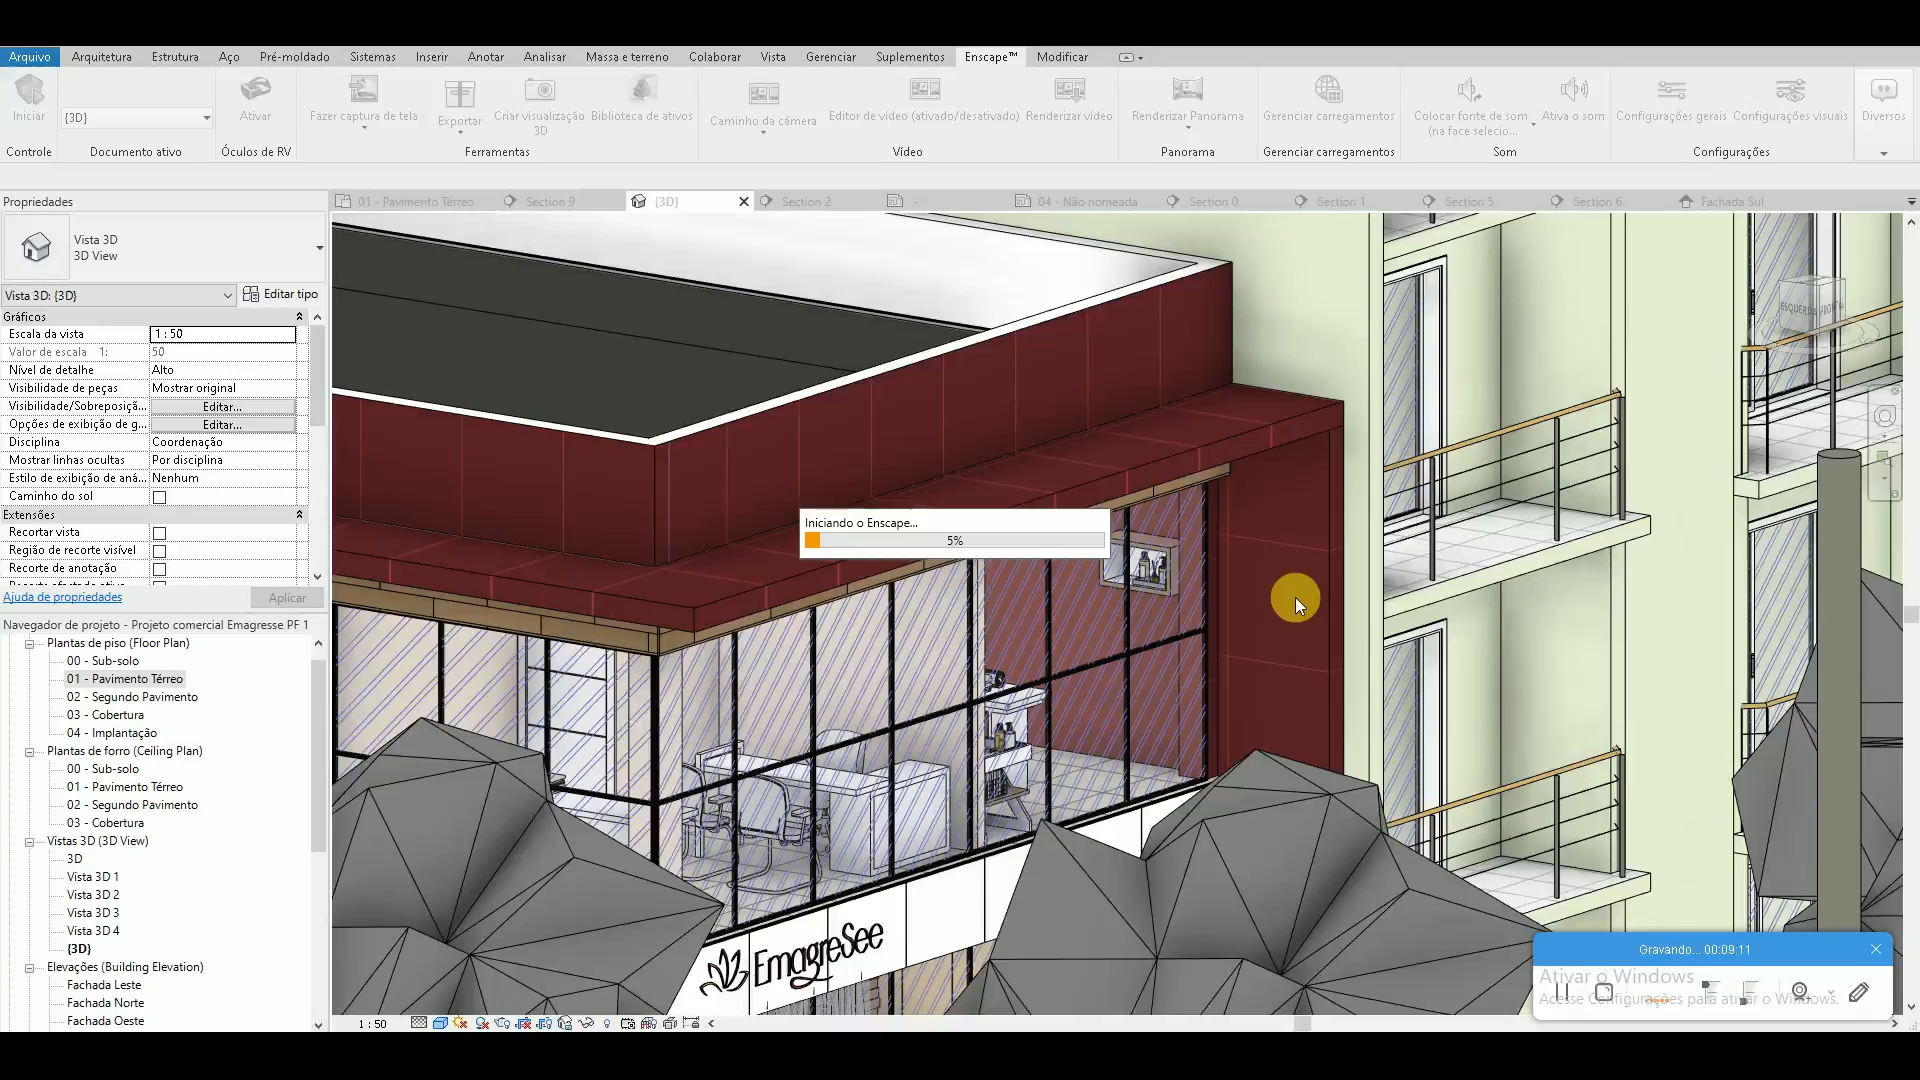 Arquivo Arquitetura Estrutura Aço Pré-moldado Sistemas Inserir Anotar Analisar Massa e terreno Colaborar Vista Gerenciar Suplementos Enscape™ Modificar
Iniciar {3D} Ativar Fazer captura de tela Exportar Criar visualização 3D Biblioteca de ativos Caminho da câmera Editor de vídeo (ativado/desativado) Renderizar vídeo Renderizar Panorama Gerenciar carregamentos Colocar fonte de som (na face selecio... Ativa o som Configurações gerais Configurações visuais Diversos
Controle Documento ativo Óculos de RV Ferramentas Vídeo Panorama Gerenciar carregamentos Som Configurações
Propriedades
01 - Pavimento Térreo Section 9 {3D} Section 2 - 04 - Não nomeada Section 0 Section 1 Section 5 Section 6 Fachada Sul
Vista 3D
3D View
Vista 3D: {3D} Editar tipo
Gráficos
Escala da vista 1 : 50
Valor de escala 1: 50
Nível de detalhe Alto
Visibilidade de peças Mostrar original
Visibilidade/Sobreposiçã... Editar...
Opções de exibição de g... Editar...
Disciplina Coordenação
Mostrar linhas ocultas Por disciplina
Estilo de exibição de aná... Nenhum
Caminho do sol
Extensões
Recortar vista
Região de recorte visível
Recorte de anotação
Ajuda de propriedades Aplicar
Navegador de projeto - Projeto comercial Emagresse PF 1
Plantas de piso (Floor Plan)
00 - Sub-solo
01 - Pavimento Térreo
02 - Segundo Pavimento
03 - Cobertura
04 - Implantação
Plantas de forro (Ceiling Plan)
00 - Sub-solo
01 - Pavimento Térreo
02 - Segundo Pavimento
03 - Cobertura
Vistas 3D (3D View)
3D
Vista 3D 1
Vista 3D 2
Vista 3D 3
Vista 3D 4
{3D}
Elevações (Building Elevation)
Fachada Leste
Fachada Norte
Fachada Oeste
Iniciando o Enscape...
5%
EmagreSee
Gravando... 00:09:11
Ativar o Windows
Acesse Configurações para ativar o Windows.
1 : 50